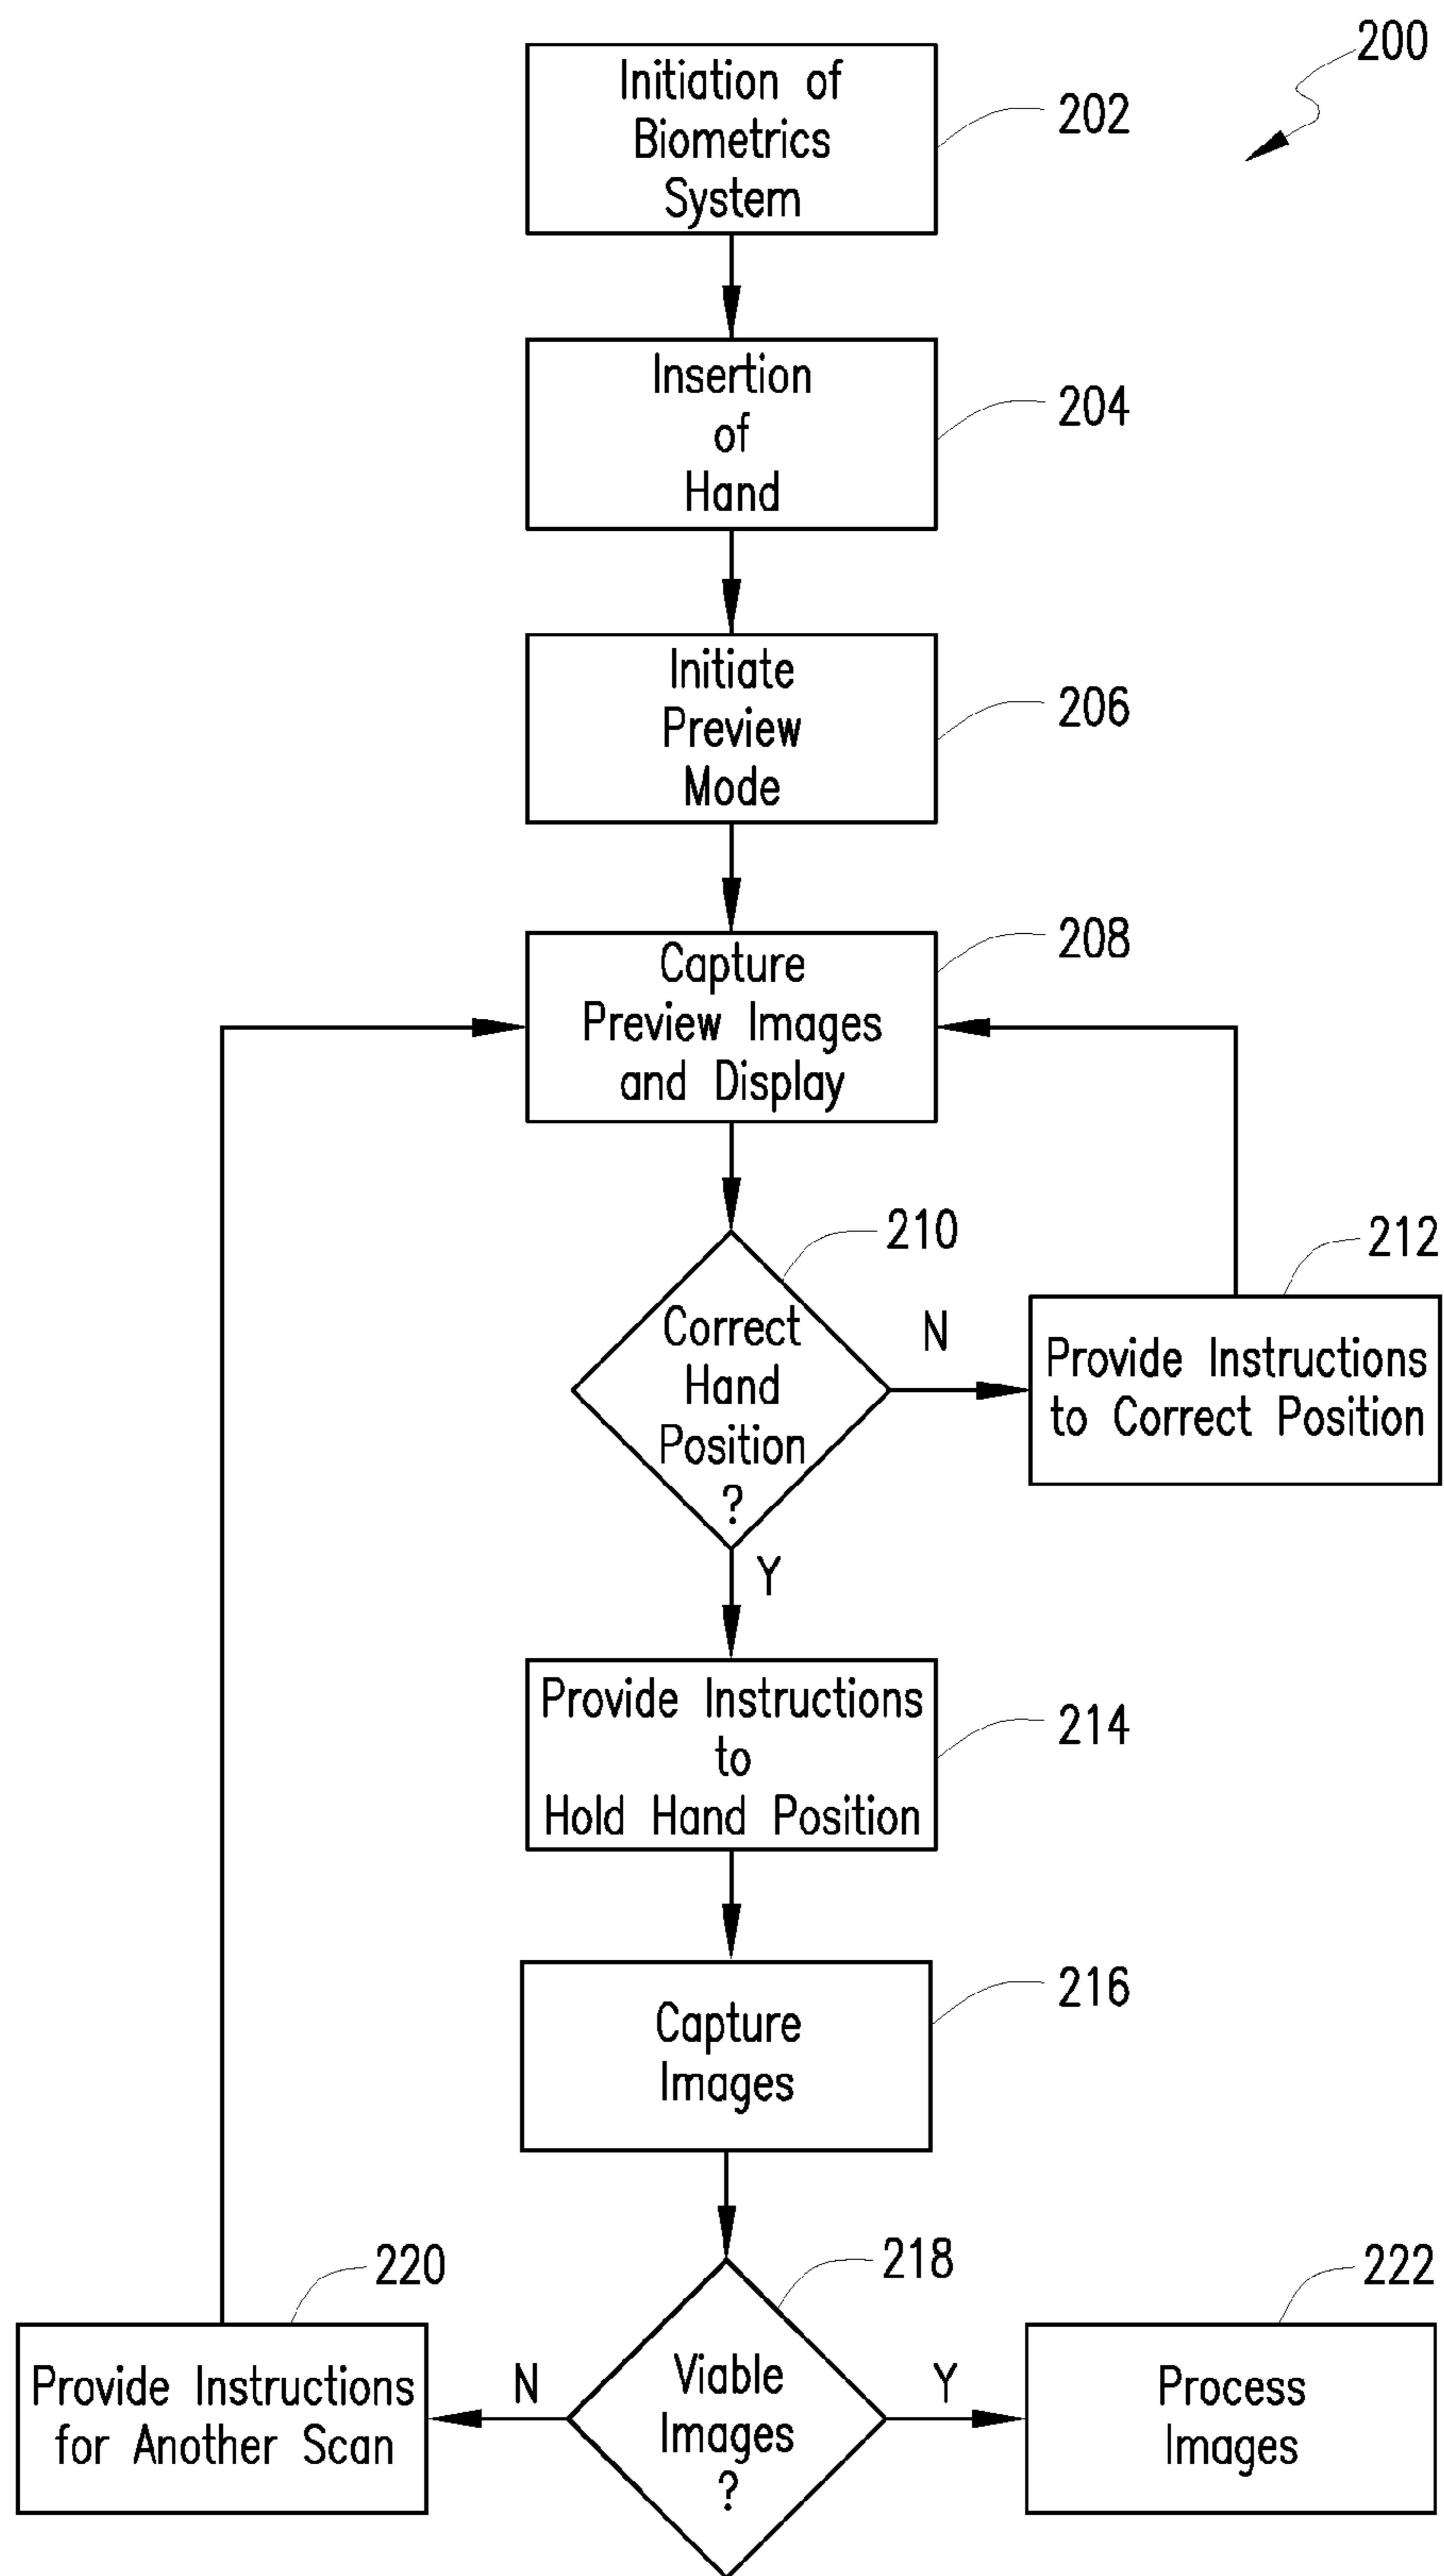 200
Initiation of
Biometrics
System
202
Insertion
of
Hand
204
Initiate
Preview
Mode
206
Capture
Preview Images
and Display
208
Correct
Hand
Position
?
210
N
Provide Instructions
to Correct Position
212
Y
Provide Instructions
to
Hold Hand Position
214
Capture
Images
216
Viable
Images
?
218
N
Provide Instructions
for Another Scan
220
Y
Process
Images
222